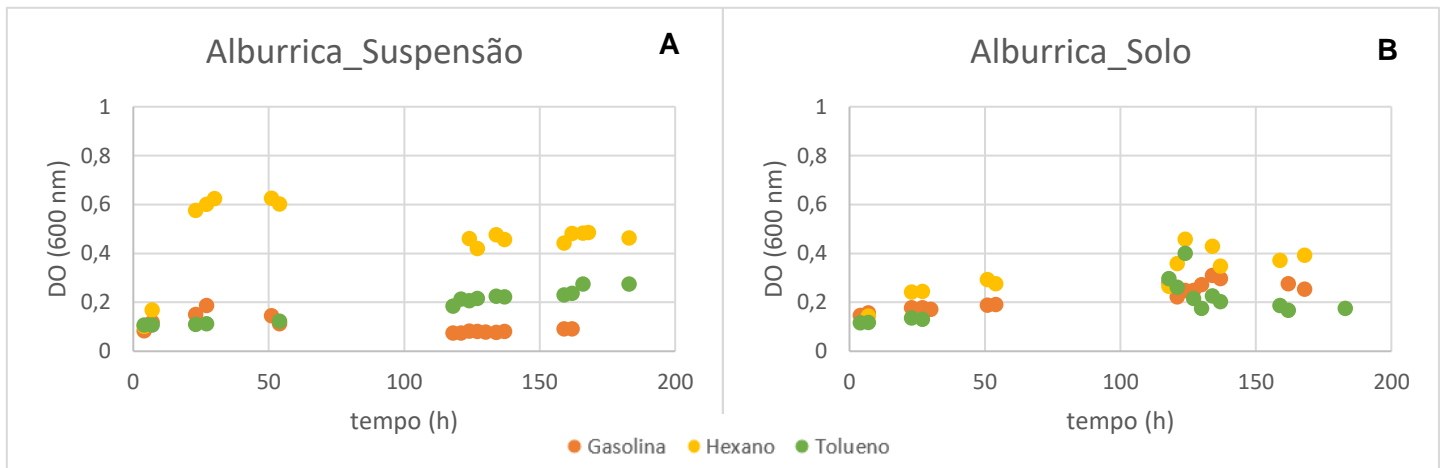 Alburrica_Suspensão
A
1
0,8
0,6
0,4
0,2
0
DO (600 nm)
0 50 100 150 200
tempo (h)
Alburrica_Solo
B
1
0,8
0,6
0,4
0,2
0
DO (600 nm)
0 50 100 150 200
tempo (h)
Gasolina Hexano Tolueno